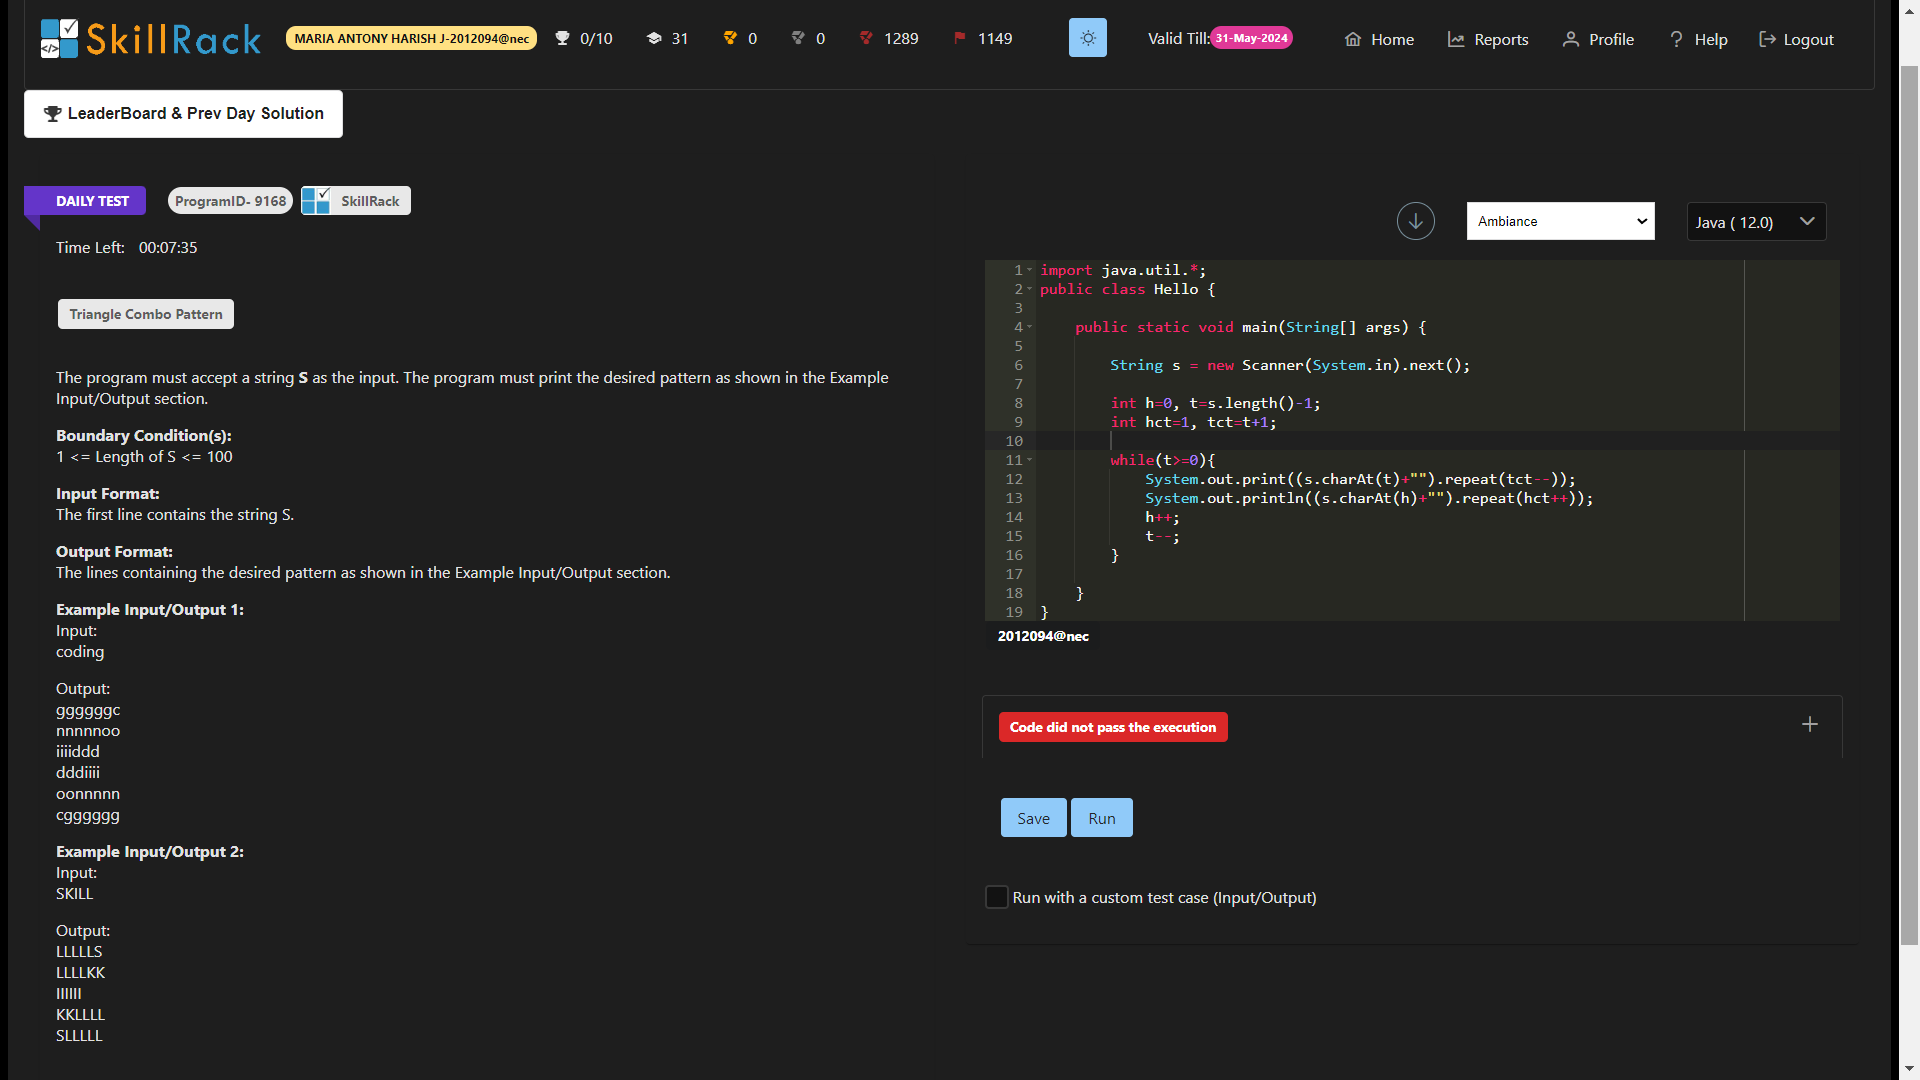 SkillRack
MARIA ANTONY HARISH J-2012094@nec
0/10
31
0
0
1289
1149
Valid Till: 31-May-2024
Home
Reports
Profile
? Help
Logout
LeaderBoard & Prev Day Solution
DAILY TEST
ProgramID- 9168
SkillRack
Time Left: 00:07:35
Triangle Combo Pattern
The program must accept a string S as the input. The program must print the desired pattern as shown in the Example
Input/Output section.
Boundary Condition(s):
1 <= Length of S <= 100
Input Format:
The first line contains the string S.
Output Format:
The lines containing the desired pattern as shown in the Example Input/Output section.
Example Input/Output 1:
Input:
coding
Output:
ggggggc
nnnnnoo
iiiiddd
dddiiii
oonnnnn
cgggggg
Example Input/Output 2:
Input:
SKILL
Output:
LLLLLS
LLLLKK
IIIIII
KKLLLL
SLLLLL
Ambiance
Java ( 12.0)
1 import java.util.*;
2 public class Hello {
3
4 public static void main(String[] args) {
5
6 String s = new Scanner(System.in).next();
7
8 int h=0, t=s.length()-1;
9 int hct=1, tct=t+1;
10
11 while(t>=0){
12 System.out.print((s.charAt(t)+"").repeat(tct--));
13 System.out.println((s.charAt(h)+"").repeat(hct++));
14 h++;
15 t--;
16 }
17
18 }
19 }
2012094@nec
Code did not pass the execution
+
Save
Run
Run with a custom test case (Input/Output)